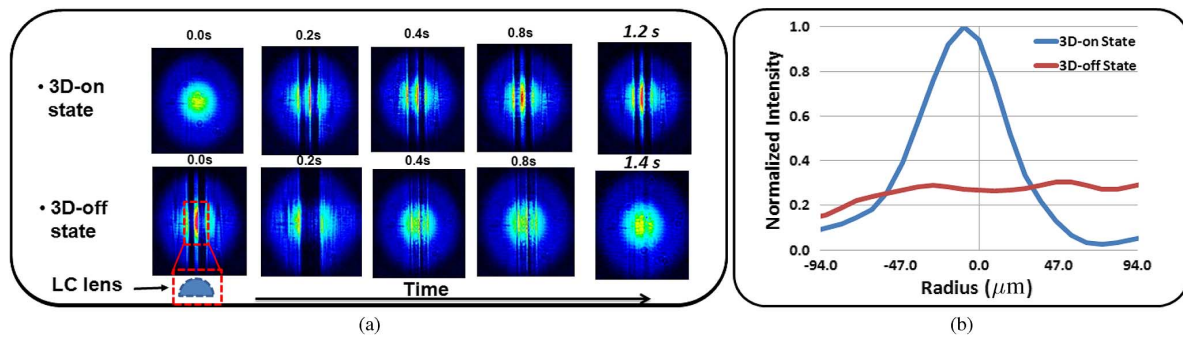 0.0s 0.2s 0.4s 0.8s 1.2 s
• 3D-on
state
0.0s 0.2s 0.4s 0.8s 1.4 s
• 3D-off
state
LC lens
Time
(a)
1.0
0.8
0.6
0.4
0.2
0.0
Normalized Intensity
3D-on State
3D-off State
-94.0 -47.0 0.0 47.0 94.0
Radius (μm)
(b)